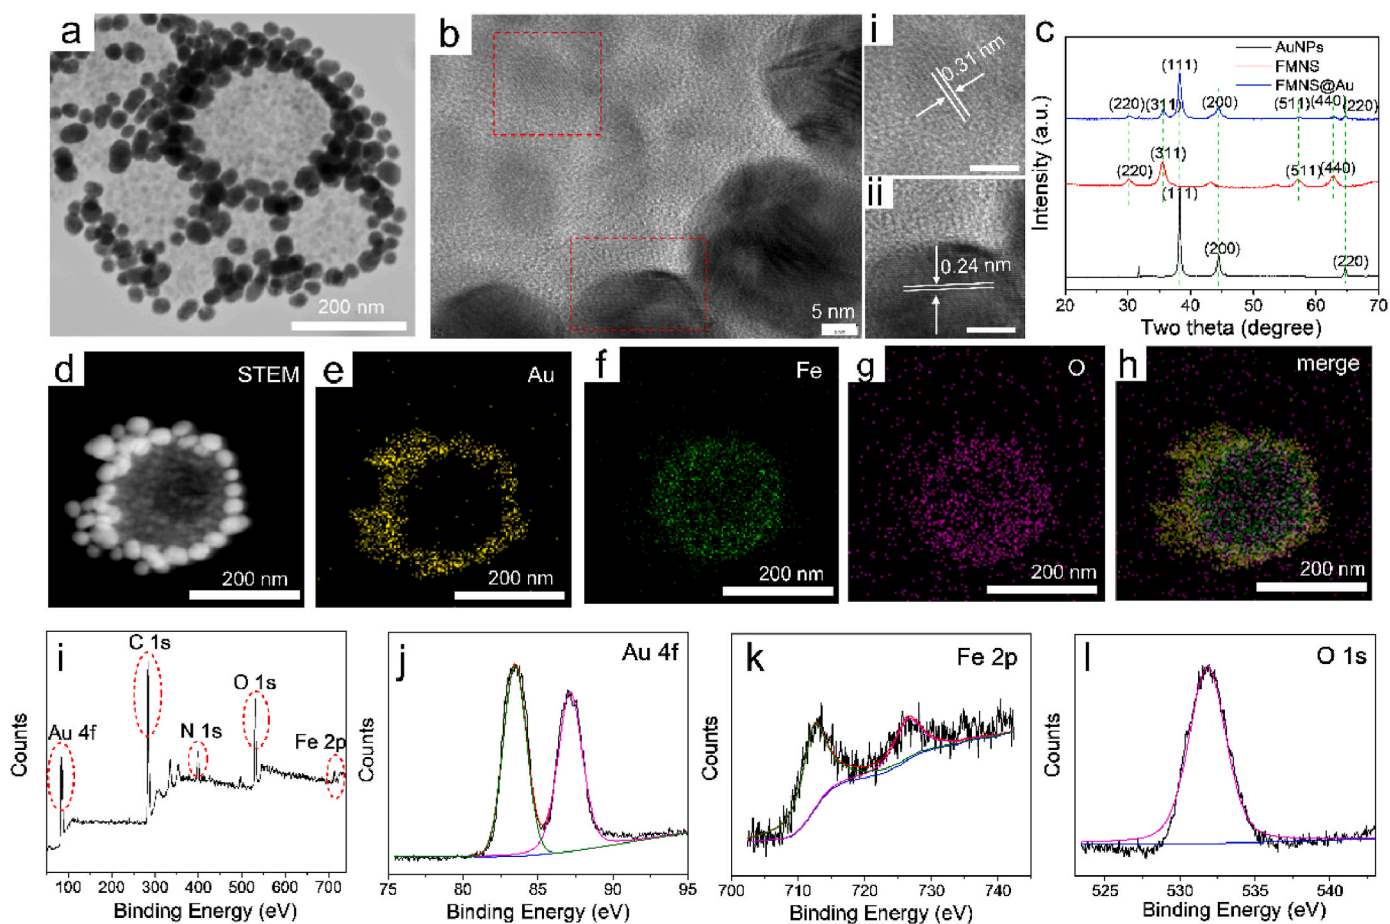 a
200 nm
b
5 nm
i
0.31 nm
ii
0.24 nm
c
AuNPs
FMNS
FMNS@Au
(111)
(220)
(311)
(200)
(511)
(440)
(220)
(311)
(220)
(511)
(440)
(111)
(200)
(220)
Intensity (a.u.)
20 30 40 50 60 70
Two theta (degree)
d
STEM
200 nm
e
Au
200 nm
f
Fe
200 nm
g
O
200 nm
h
merge
200 nm
i
C 1s
O 1s
Au 4f
N 1s
Fe 2p
Counts
100 200 300 400 500 600 700
Binding Energy (eV)
j
Au 4f
Counts
75 80 85 90 95
Binding Energy (eV)
k
Fe 2p
Counts
700 710 720 730 740
Binding Energy (eV)
l
O 1s
Counts
525 530 535 540
Binding Energy (eV)